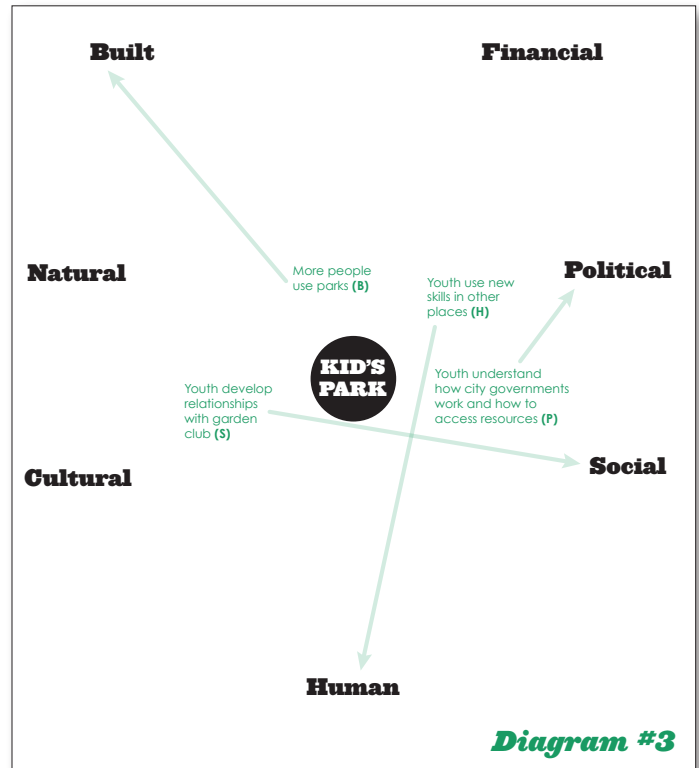 Built
Financial
Natural
Political
More people
use parks (B)
Youth use new
skills in other
places (H)
KID'S
PARK
Youth develop
relationships
with garden
club (S)
Youth understand
how city governments
work and how to
access resources (P)
Cultural
Social
Human
Diagram #3